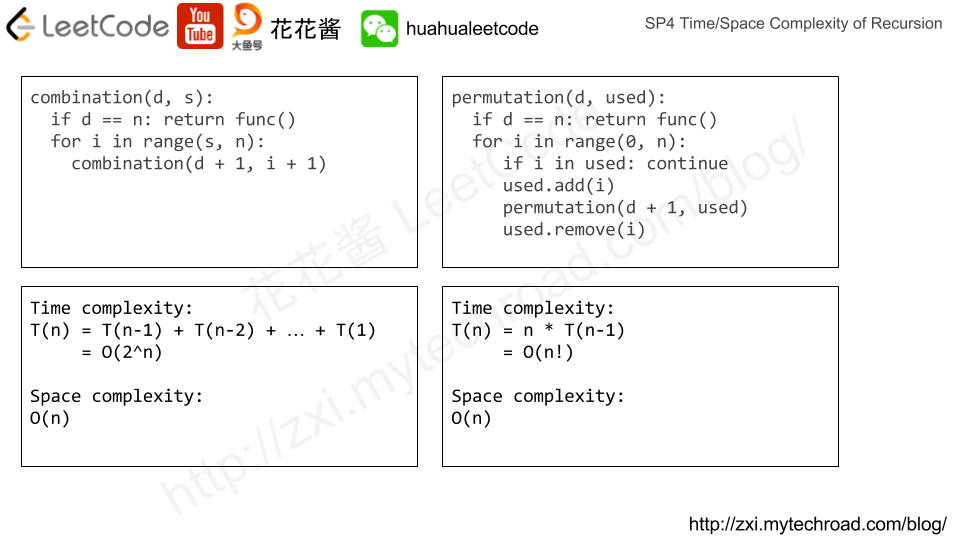 LeetCode You Tube 大鱼号 花花酱 huahualeetcode SP4 Time/Space Complexity of Recursion
combination(d, s):
  if d == n: return func()
  for i in range(s, n):
    combination(d + 1, i + 1)
permutation(d, used):
  if d == n: return func()
  for i in range(0, n):
     if i in used: continue
     used.add(i)
     permutation(d + 1, used)
     used.remove(i)
Time complexity:
T(n) = T(n-1) + T(n-2) + … + T(1)
     = O(2^n)
Space complexity:
O(n)
Time complexity:
T(n) = n * T(n-1)
     = O(n!)
Space complexity:
O(n)
花花酱 LeetCode
http://zxi.mytechroad.com/blog/
http://zxi.mytechroad.com/blog/